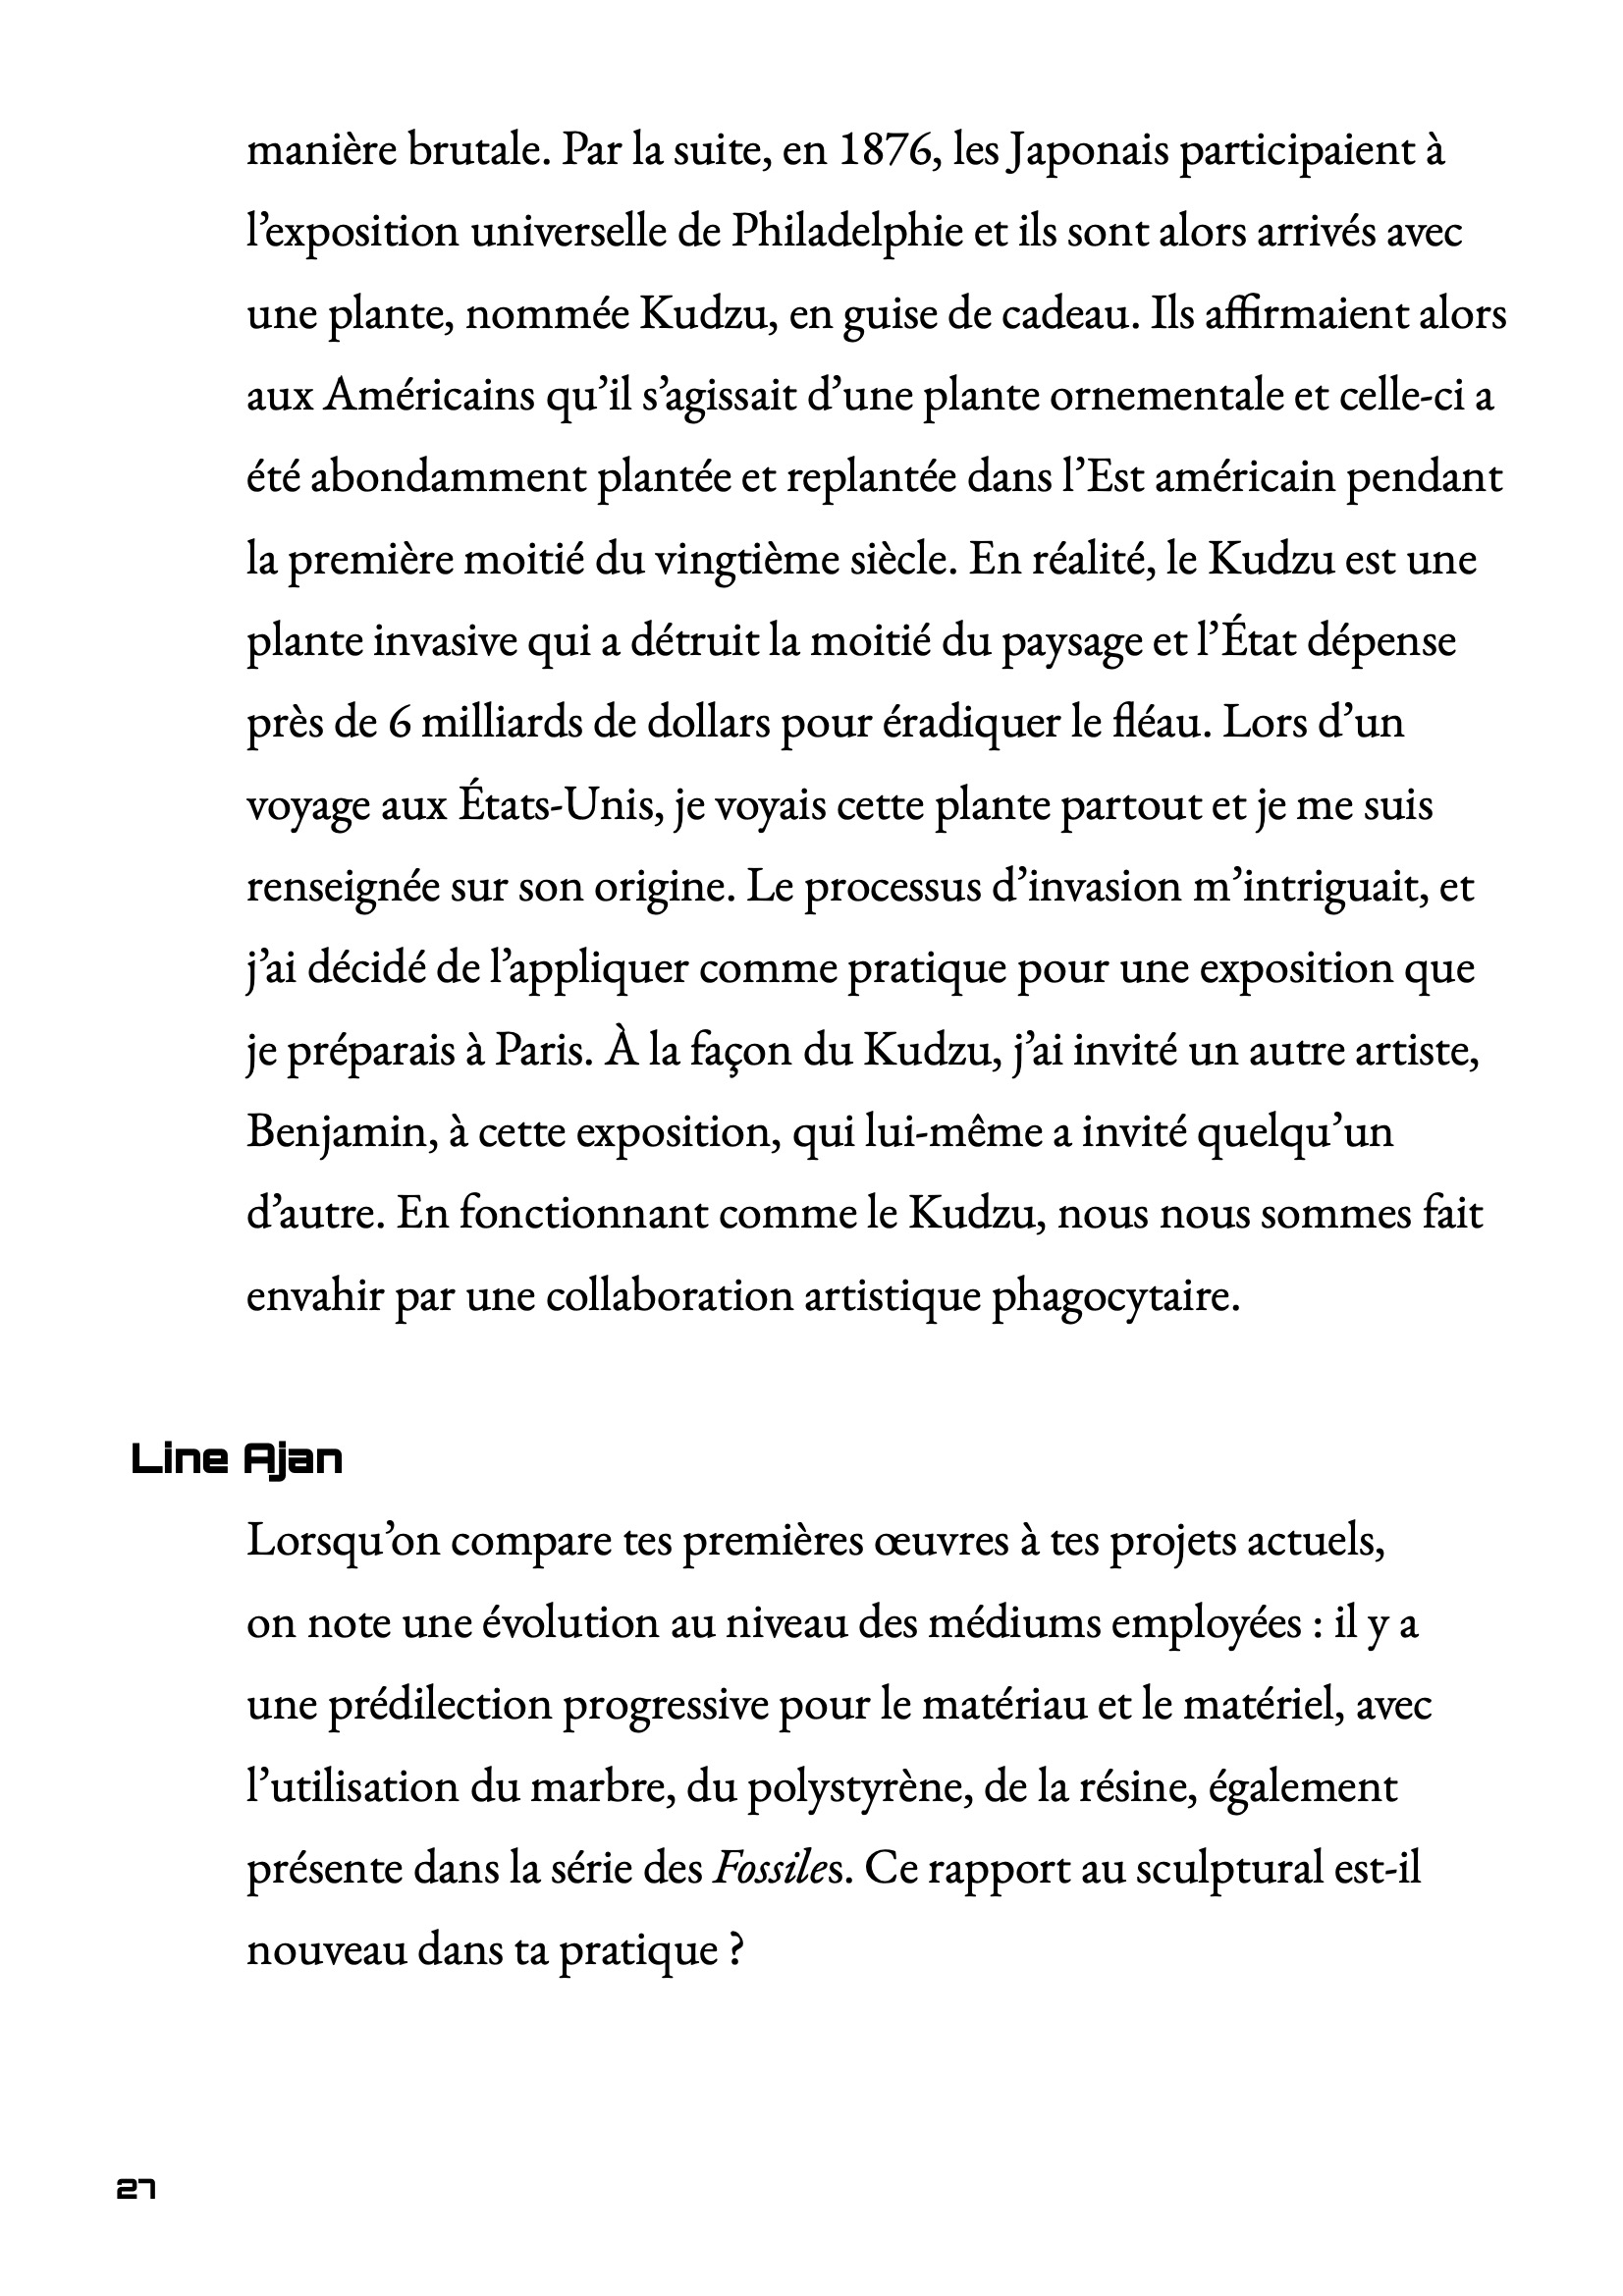 manière brutale. Par la suite, en 1876, les Japonais participaient à
l’exposition universelle de Philadelphie et ils sont alors arrivés avec
une plante, nommée Kudzu, en guise de cadeau. Ils affirmaient alors
aux Américains qu’il s’agissait d’une plante ornementale et celle-ci a
été abondamment plantée et replantée dans l’Est américain pendant
la première moitié du vingtième siècle. En réalité, le Kudzu est une
plante invasive qui a détruit la moitié du paysage et l’État dépense
près de 6 milliards de dollars pour éradiquer le fléau. Lors d’un
voyage aux États-Unis, je voyais cette plante partout et je me suis
renseignée sur son origine. Le processus d’invasion m’intriguait, et
j’ai décidé de l’appliquer comme pratique pour une exposition que
je préparais à Paris. À la façon du Kudzu, j’ai invité un autre artiste,
Benjamin, à cette exposition, qui lui-même a invité quelqu’un
d’autre. En fonctionnant comme le Kudzu, nous nous sommes fait
envahir par une collaboration artistique phagocytaire.
Line Ajan
Lorsqu’on compare tes premières œuvres à tes projets actuels,
on note une évolution au niveau des médiums employées : il y a
une prédilection progressive pour le matériau et le matériel, avec
l’utilisation du marbre, du polystyrène, de la résine, également
présente dans la série des Fossiles. Ce rapport au sculptural est-il
nouveau dans ta pratique ?
27